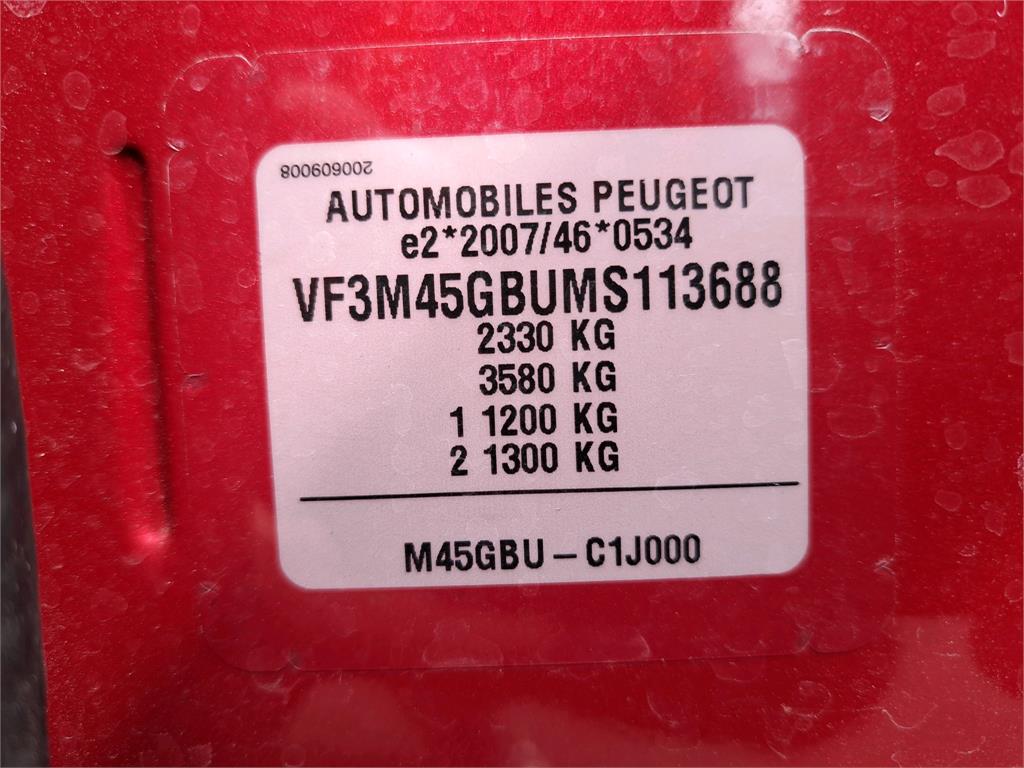 200609008
AUTOMOBILES PEUGEOT
e2*2007/46*0534
VF3M45GBUMS113688
2330 KG
3580 KG
1 1200 KG
2 1300 KG
M45GBU – C1J000